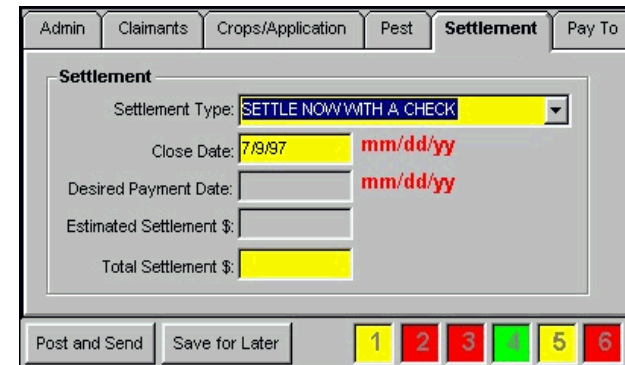 Admin Claimants Crops/Application Pest Settlement Pay To
Settlement
Settlement Type: SETTLE NOW WITH A CHECK
Close Date: 7/9/97 mm/dd/yy
Desired Payment Date: mm/dd/yy
Estimated Settlement $:
Total Settlement $:
Post and Send Save for Later 1 2 3 4 5 6